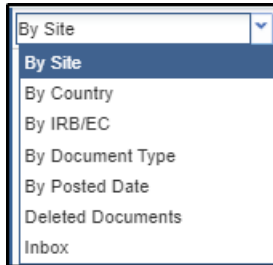 By Site
By Site
By Country
By IRB/EC
By Document Type
By Posted Date
Deleted Documents
Inbox